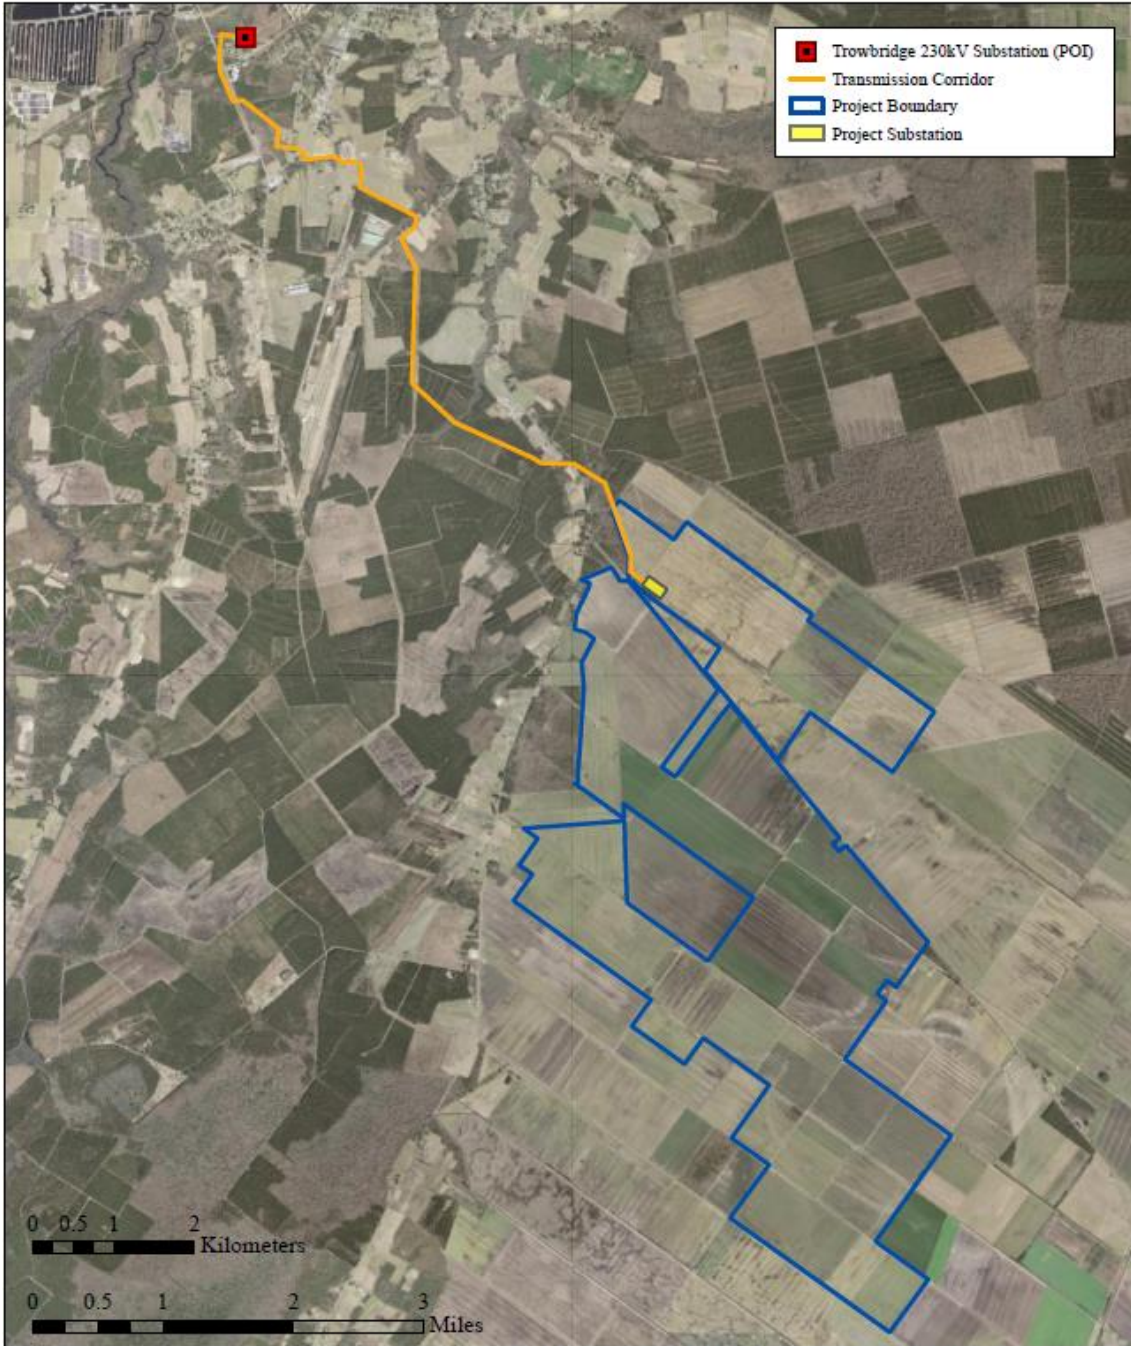 Trowbridge 230kV Substation (POI)
Transmission Corridor
Project Boundary
Project Substation
0 0.5 1 2
Kilometers
0 0.5 1 2 3
Miles